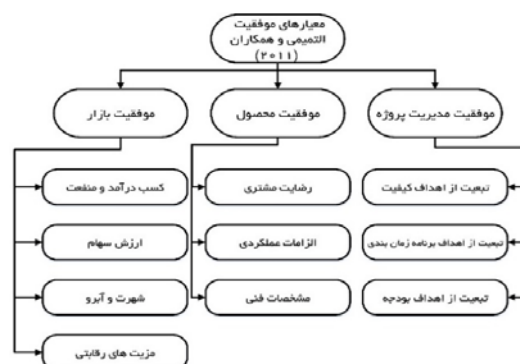 معیارهای موفقیت
التمیمی و همکاران
(۲۰۱۱)
موفقیت مدیریت پروژه
موفقیت محصول
موفقیت بازار
تبعیت از اهداف کیفیت
رضایت مشتری
کسب درآمد و منفعت
تبعیت از اهداف برنامه زمان بندی
الزامات عملکردی
ارزش سهام
تبعیت از اهداف بودجه
مشخصات فنی
شهرت و آبرو
مزیت های رقابتی